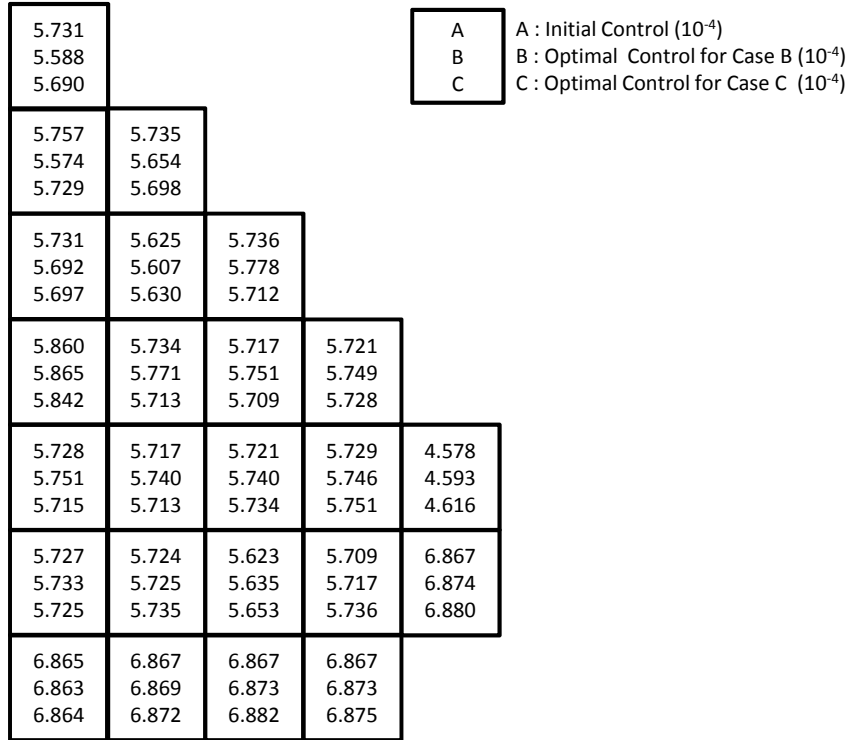 5.731
5.588
5.690
A
B
C
A : Initial Control (10⁻⁴)
B : Optimal Control for Case B (10⁻⁴)
C : Optimal Control for Case C (10⁻⁴)
5.757 5.735
5.574 5.654
5.729 5.698
5.731 5.625 5.736
5.692 5.607 5.778
5.697 5.630 5.712
5.860 5.734 5.717 5.721
5.865 5.771 5.751 5.749
5.842 5.713 5.709 5.728
5.728 5.717 5.721 5.729 4.578
5.751 5.740 5.740 5.746 4.593
5.715 5.713 5.734 5.751 4.616
5.727 5.724 5.623 5.709 6.867
5.733 5.725 5.635 5.717 6.874
5.725 5.735 5.653 5.736 6.880
6.865 6.867 6.867 6.867
6.863 6.869 6.873 6.873
6.864 6.872 6.882 6.875